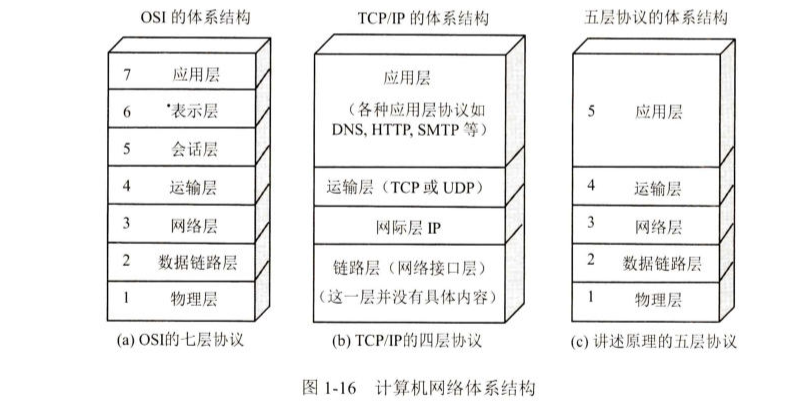 OSI 的体系结构
7 应用层
6 表示层
5 会话层
4 运输层
3 网络层
2 数据链路层
1 物理层
(a) OSI的七层协议
TCP/IP 的体系结构
应用层
（各种应用层协议如
DNS, HTTP, SMTP 等）
运输层（TCP 或 UDP）
网际层 IP
链路层（网络接口层）
（这一层并没有具体内容）
(b) TCP/IP的四层协议
五层协议的体系结构
5 应用层
4 运输层
3 网络层
2 数据链路层
1 物理层
(c) 讲述原理的五层协议
图 1-16 计算机网络体系结构